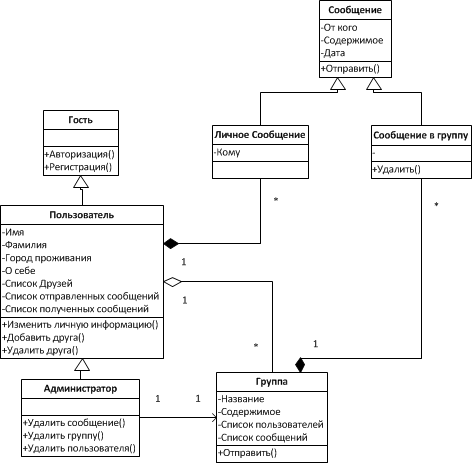 Сообщение
-От кого
-Содержимое
-Дата
+Отправить()
Гость
+Авторизация()
+Регистрация()
Личное Сообщение
-Кому
Сообщение в группу
-
+Удалить()
Пользователь
-Имя
-Фамилия
-Город проживания
-О себе
-Список Друзей
-Список отправленных сообщений
-Список полученных сообщений
+Изменить личную информацию()
+Добавить друга()
+Удалить друга()
*
*
1
1
*
1
Администратор
+Удалить сообщение()
+Удалить группу()
+Удалить пользователя()
1
1
Группа
-Название
-Содержимое
-Список пользователей
-Список сообщений
+Отправить()